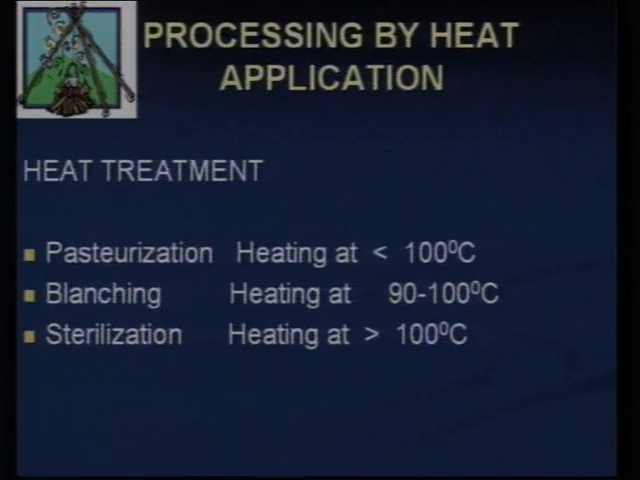 PROCESSING BY HEAT
APPLICATION
HEAT TREATMENT
Pasteurization Heating at < 100⁰C
Blanching Heating at 90-100⁰C
Sterilization Heating at > 100⁰C